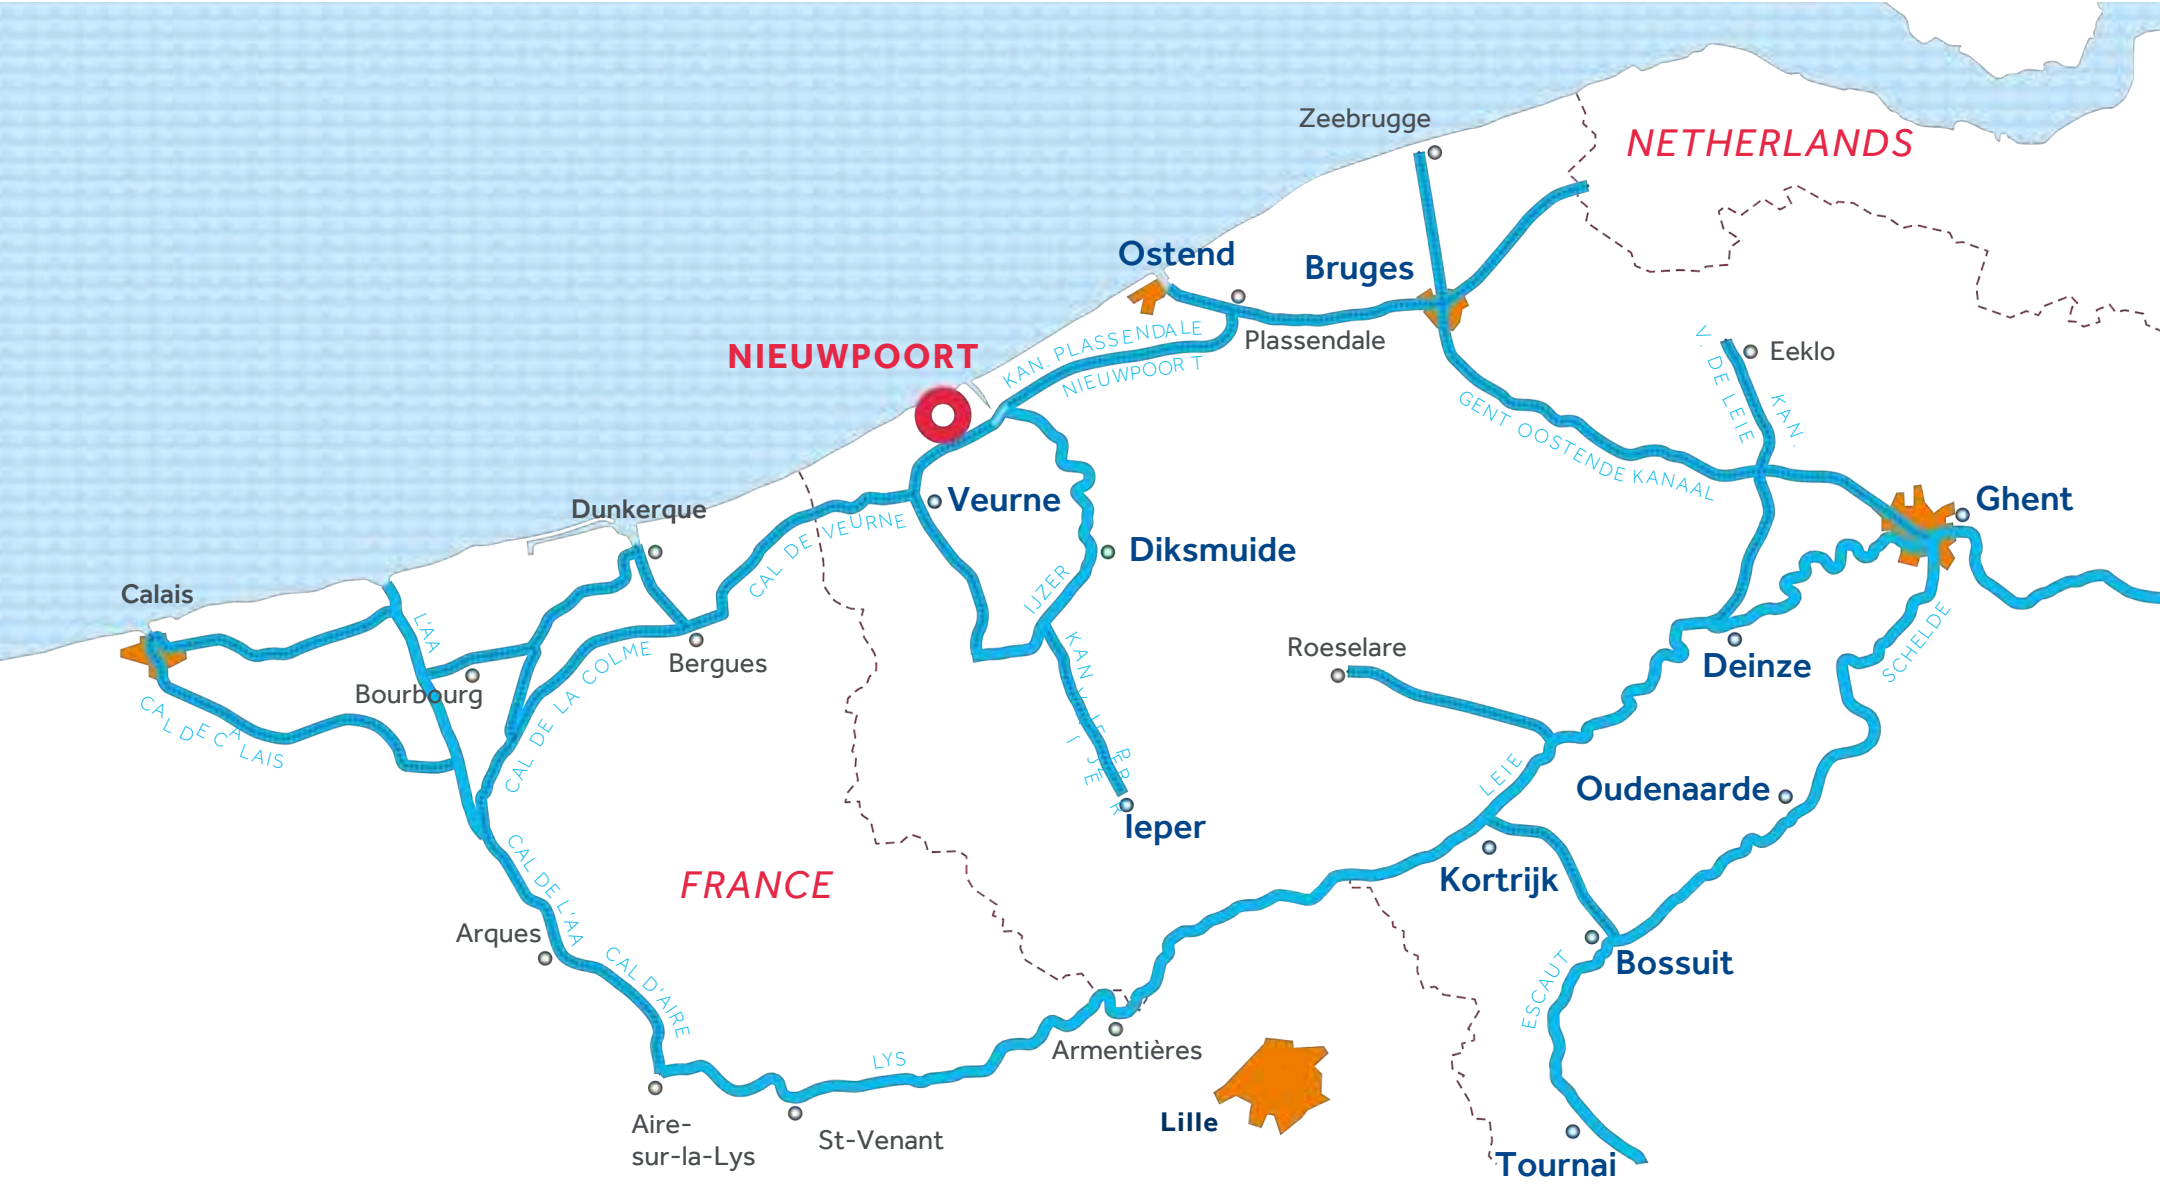 Zeebrugge
NETHERLANDS
Ostend
Bruges
KAN. PLASSENDALE
NIEUWPOORT
Plassendale
NIEUWPOORT
V. DE LEIE
KAN.
Eeklo
GENT OOSTENDE KANAAL
Ghent
Veurne
Dunkerque
CAL DE VEURNE
Diksmuide
IJZER
Calais
L'AA
SCHELDE
Bergues
Bourbourg
CAL DE LA COLME
CAL DE CALAIS
Roeselare
Deinze
LEIE
Oudenaarde
Ieper
CAL DE L'AA
FRANCE
Kortrijk
Arques
CAL D'AIRE
Bossuit
ESCAUT
Armentières
LYS
Lille
Aire-
sur-la-Lys
St-Venant
Tournai